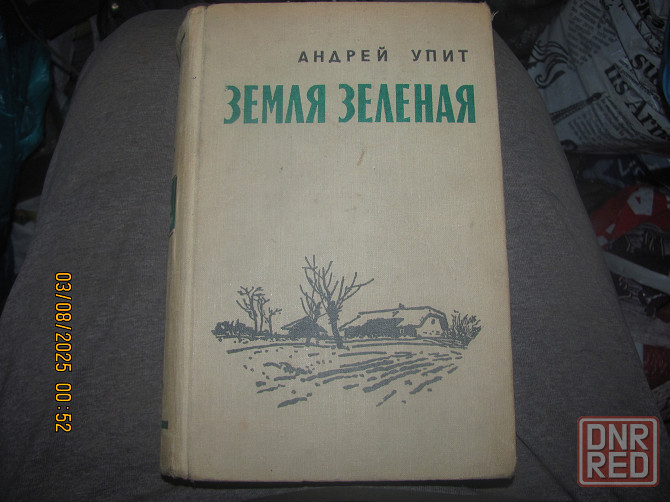 АНДРЕЙ УПИТ
ЗЕМЛЯ ЗЕЛЕНАЯ
03/08/2025 00:52
DNR
RED